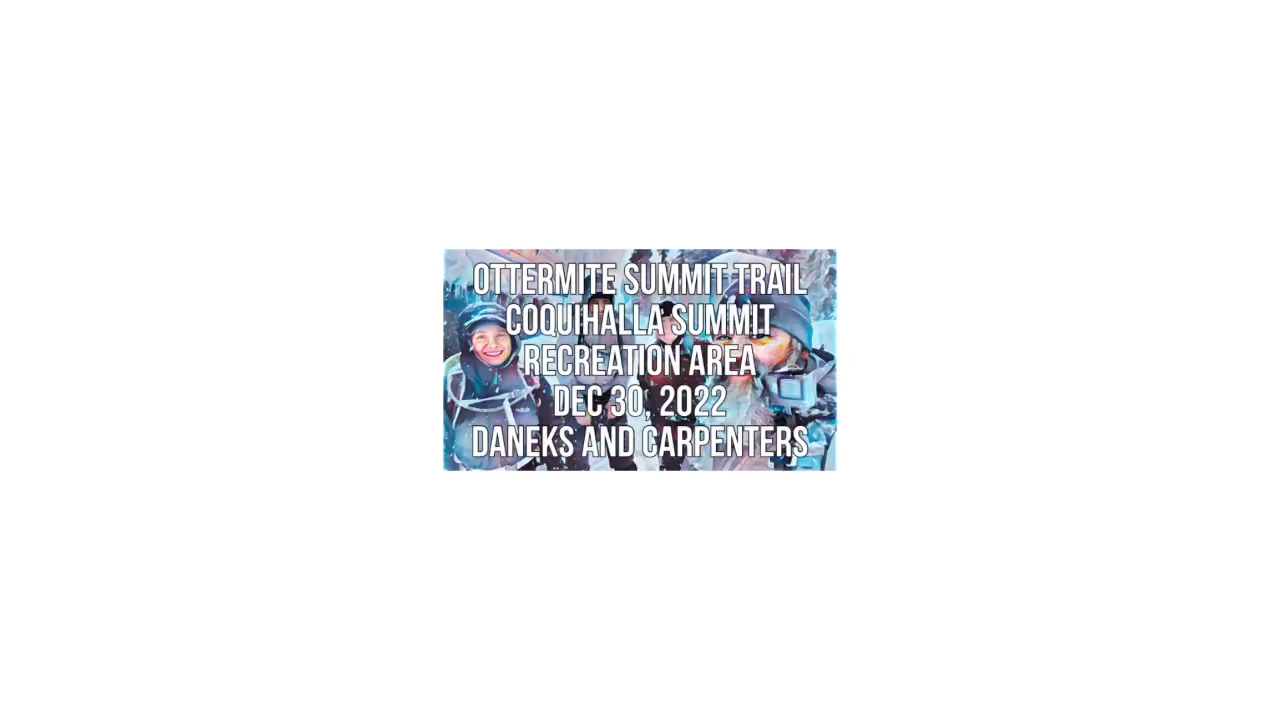 OTTERMITE SUMMIT TRAIL
COQUIHALLA SUMMIT
RECREATION AREA
DEC 30, 2022
DANEKS AND CARPENTERS